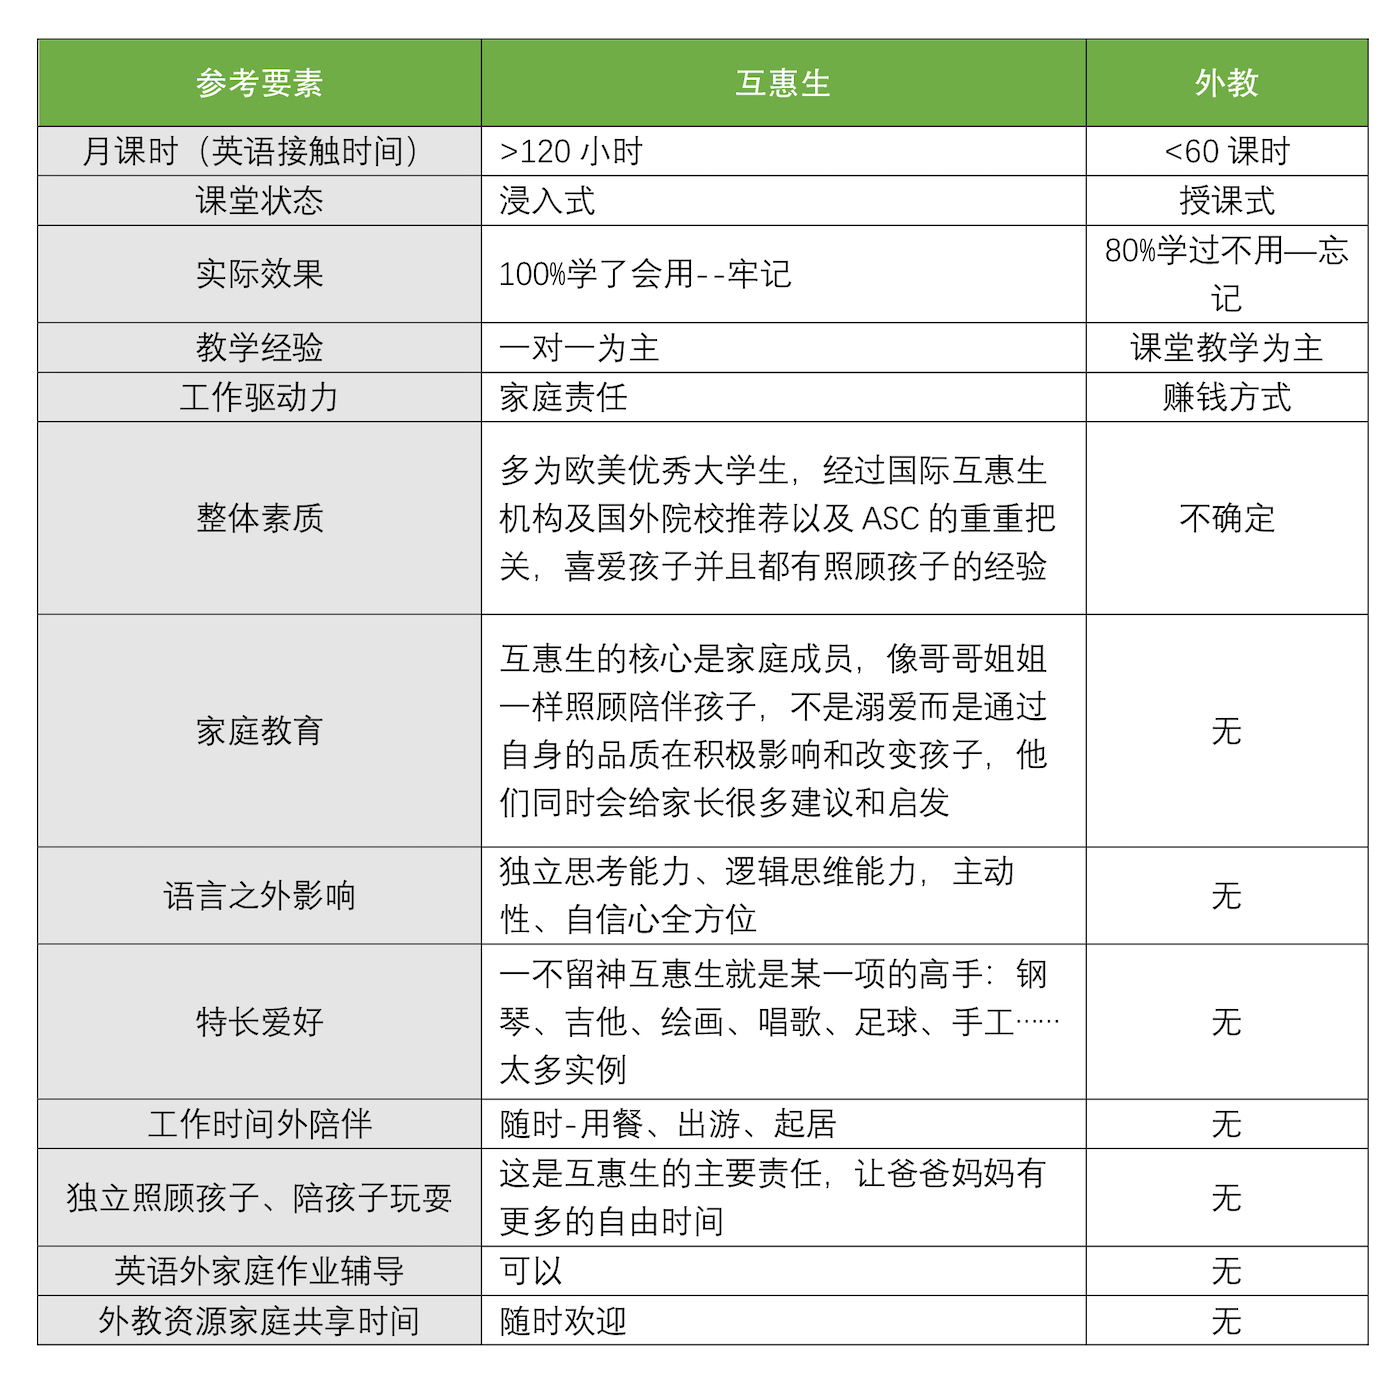 参考要素 互惠生 外教
月课时（英语接触时间） >120 小时 <60 课时
课堂状态 浸入式 授课式
实际效果 100%学了会用--牢记 80%学过不用—忘
记
教学经验 一对一为主 课堂教学为主
工作驱动力 家庭责任 赚钱方式
整体素质
多为欧美优秀大学生，经过国际互惠生
机构及国外院校推荐以及 ASC 的重重把
关，喜爱孩子并且都有照顾孩子的经验
不确定
家庭教育
互惠生的核心是家庭成员，像哥哥姐姐
一样照顾陪伴孩子，不是溺爱而是通过
自身的品质在积极影响和改变孩子，他
们同时会给家长很多建议和启发
无
语言之外影响
独立思考能力、逻辑思维能力，主动
性、自信心全方位
无
特长爱好
一不留神互惠生就是某一项的高手：钢
琴、吉他、绘画、唱歌、足球、手工……
太多实例
无
工作时间外陪伴 随时-用餐、出游、起居 无
独立照顾孩子、陪孩子玩耍
这是互惠生的主要责任，让爸爸妈妈有
更多的自由时间
无
英语外家庭作业辅导 可以 无
外教资源家庭共享时间 随时欢迎 无